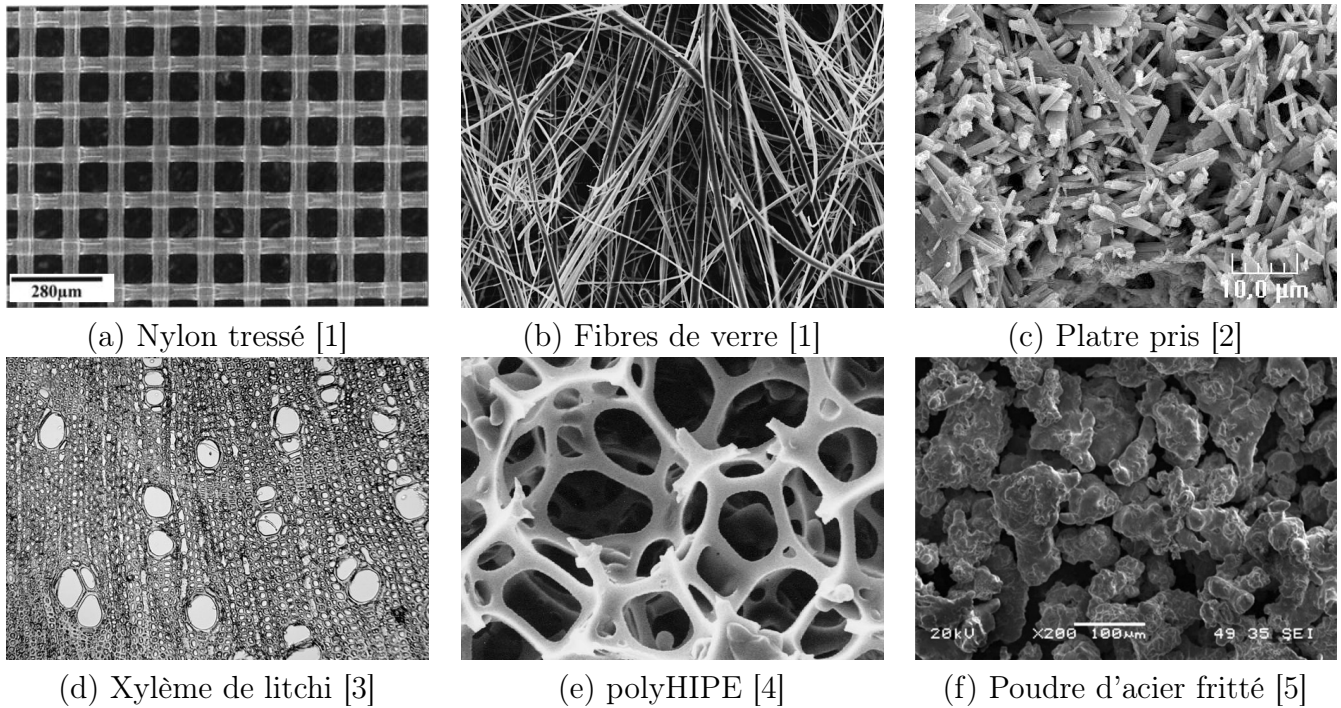 280µm
10,0 µm
(a) Nylon tressé [1]
(b) Fibres de verre [1]
(c) Platre pris [2]
20kV X200 100µm 49 35 SEI
(d) Xylème de litchi [3]
(e) polyHIPE [4]
(f) Poudre d'acier fritté [5]